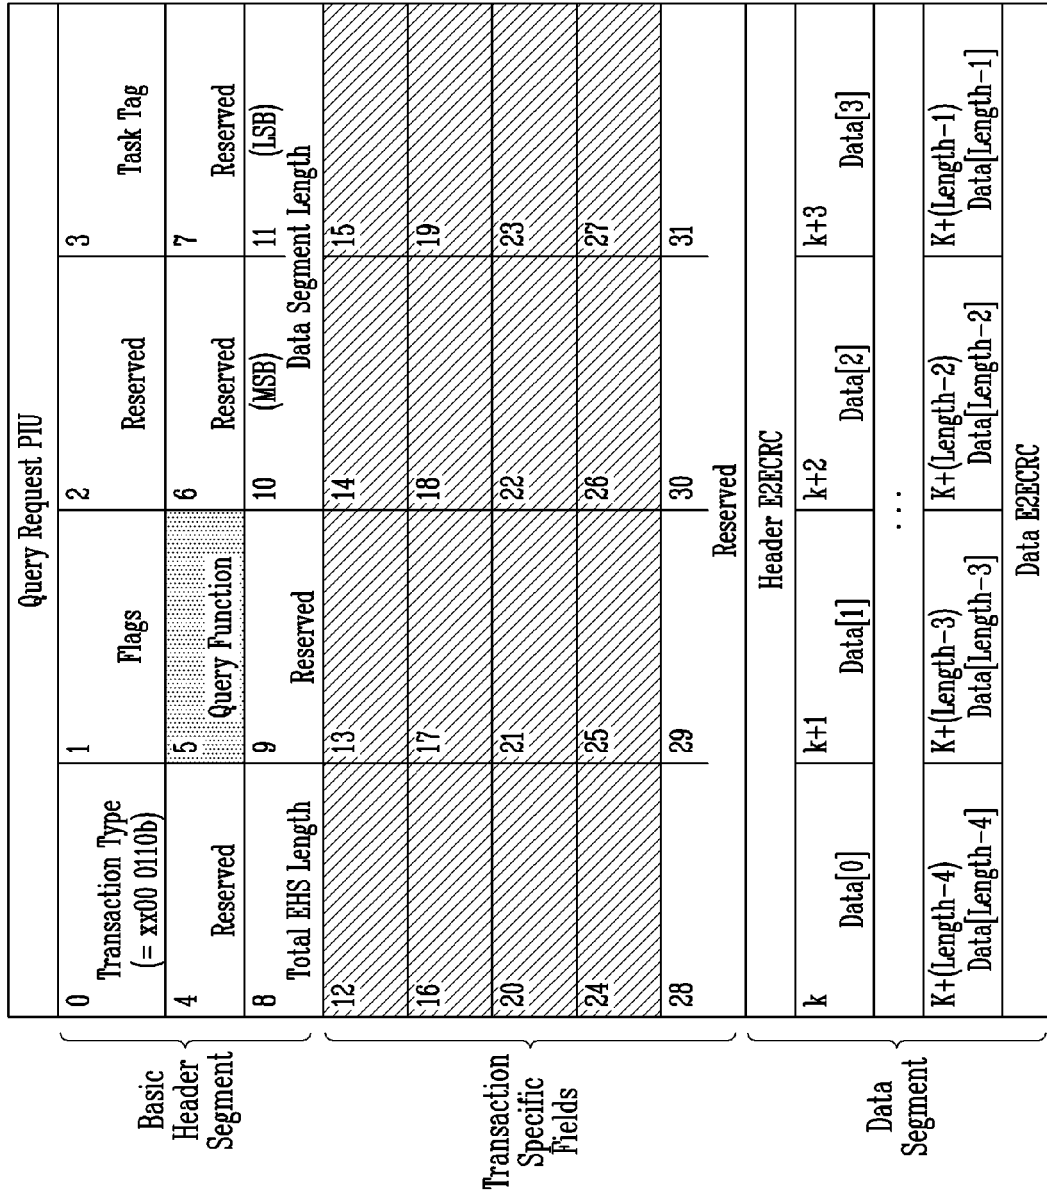 Query Request PIU
Basic
Header
Segment
0
Transaction Type
(= xx00 0110b)
1
Flags
2
Reserved
3
Task Tag
4
Reserved
5
Query Function
6
Reserved
7
Reserved
8
Total EHS Length
9
Reserved
10
(MSB)
11
(LSB)
Data Segment Length
Transaction
Specific
Fields
12
13
14
15
16
17
18
19
20
21
22
23
24
25
26
27
28
29
30
31
Reserved
Header E2ECRC
Data
Segment
k
Data[0]
k+1
Data[1]
k+2
Data[2]
k+3
Data[3]
...
K+(Length-4)
Data[Length-4]
K+(Length-3)
Data[Length-3]
K+(Length-2)
Data[Length-2]
K+(Length-1)
Data[Length-1]
Data E2ECRC